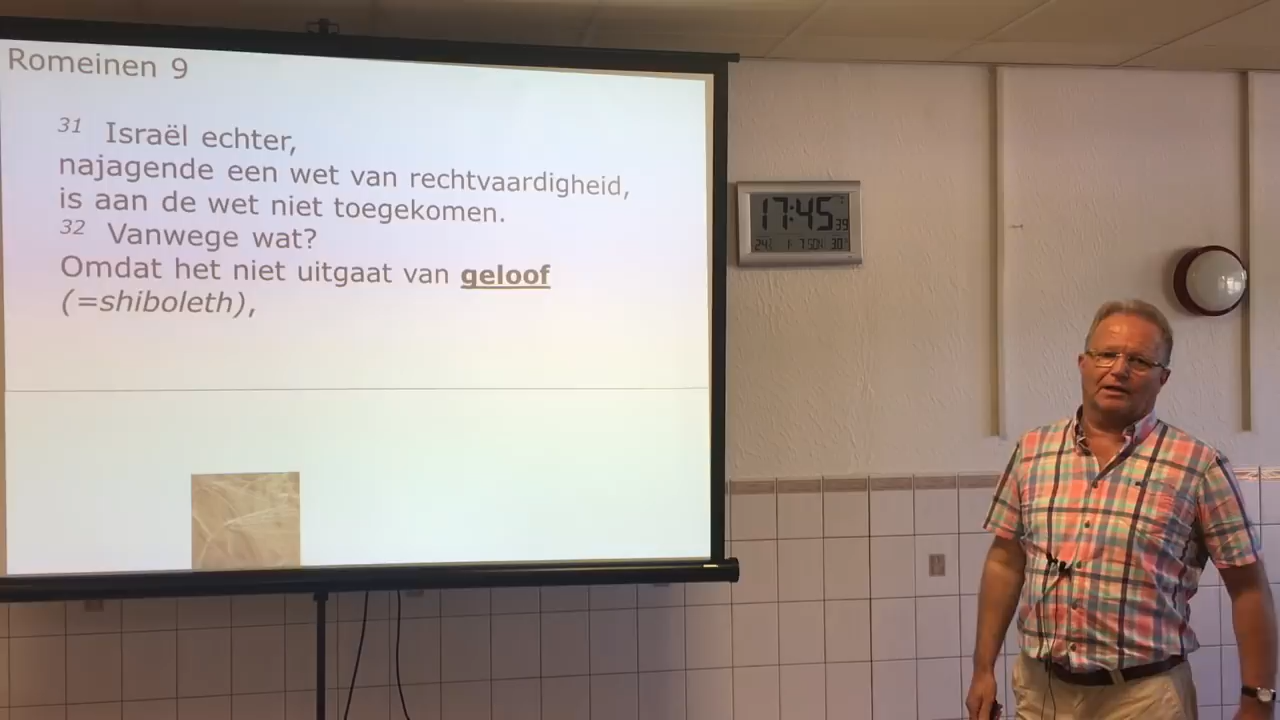 Romeinen 9
31 Israël echter,
najagende een wet van rechtvaardigheid,
is aan de wet niet toegekomen.
32 Vanwege wat?
Omdat het niet uitgaat van geloof
(=shiboleth),
17:45 39